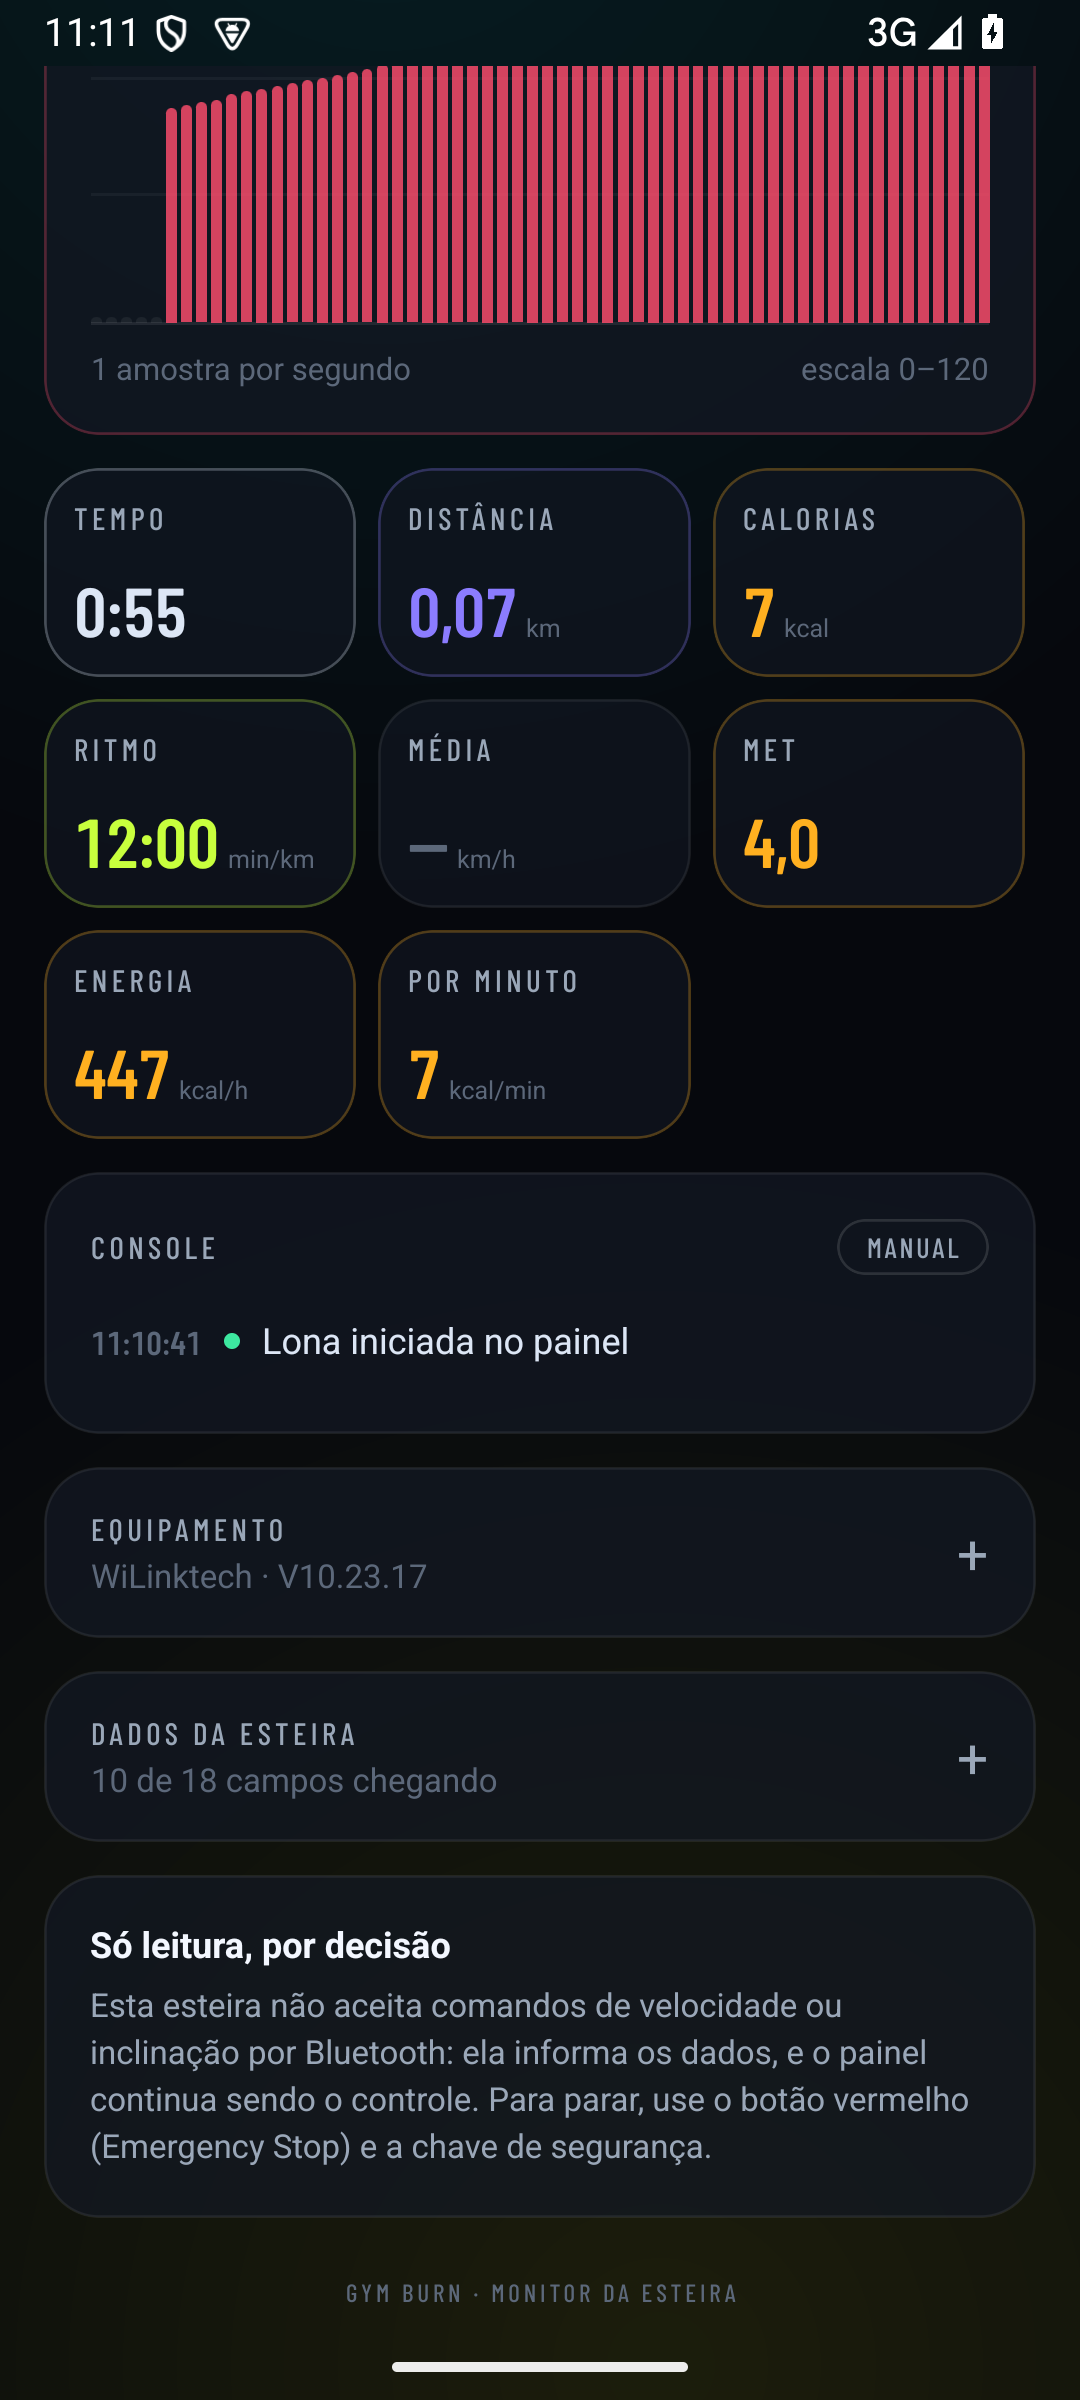 11:11
3G
1 amostra por segundo
escala 0–120
TEMPO
0:55
DISTÂNCIA
0,07 km
CALORIAS
7 kcal
RITMO
12:00 min/km
MÉDIA
— km/h
MET
4,0
ENERGIA
447 kcal/h
POR MINUTO
7 kcal/min
CONSOLE
MANUAL
11:10:41 Lona iniciada no painel
EQUIPAMENTO
WiLinktech · V10.23.17
+
DADOS DA ESTEIRA
10 de 18 campos chegando
+
Só leitura, por decisão
Esta esteira não aceita comandos de velocidade ou
inclinação por Bluetooth: ela informa os dados, e o painel
continua sendo o controle. Para parar, use o botão vermelho
(Emergency Stop) e a chave de segurança.
GYM BURN · MONITOR DA ESTEIRA